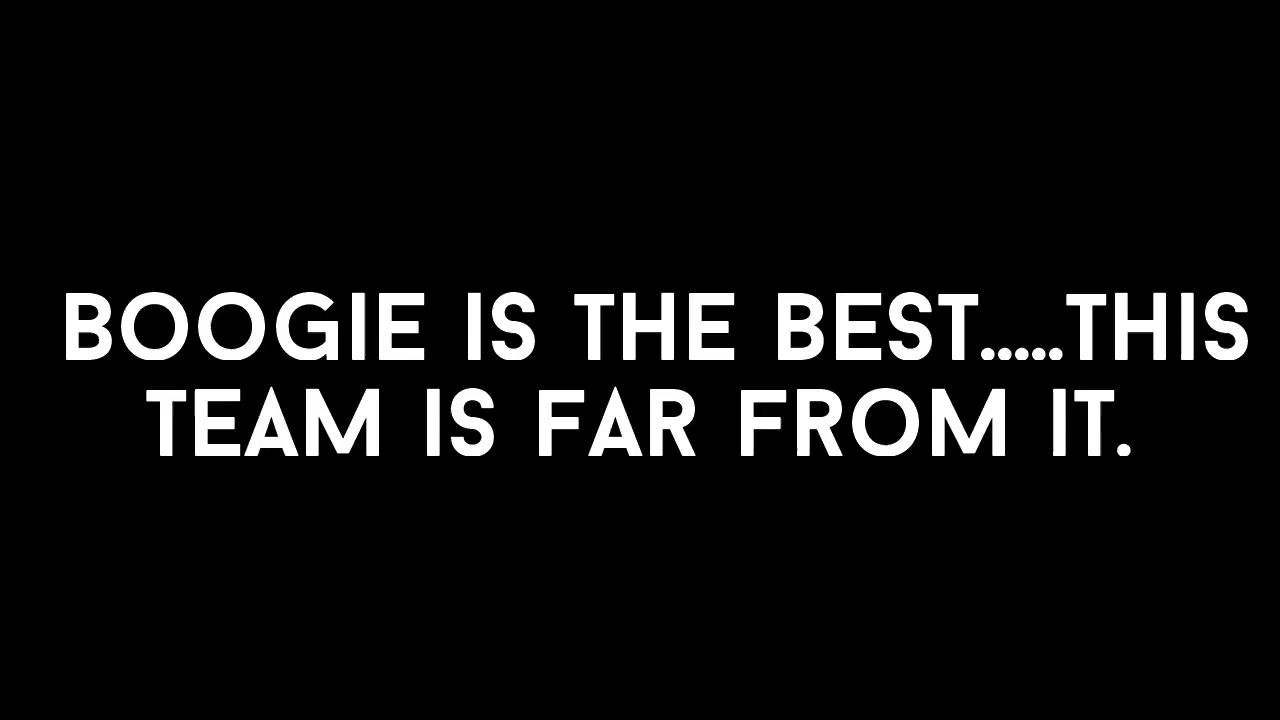 BOOGIE IS THE BEST.....THIS
TEAM IS FAR FROM IT.